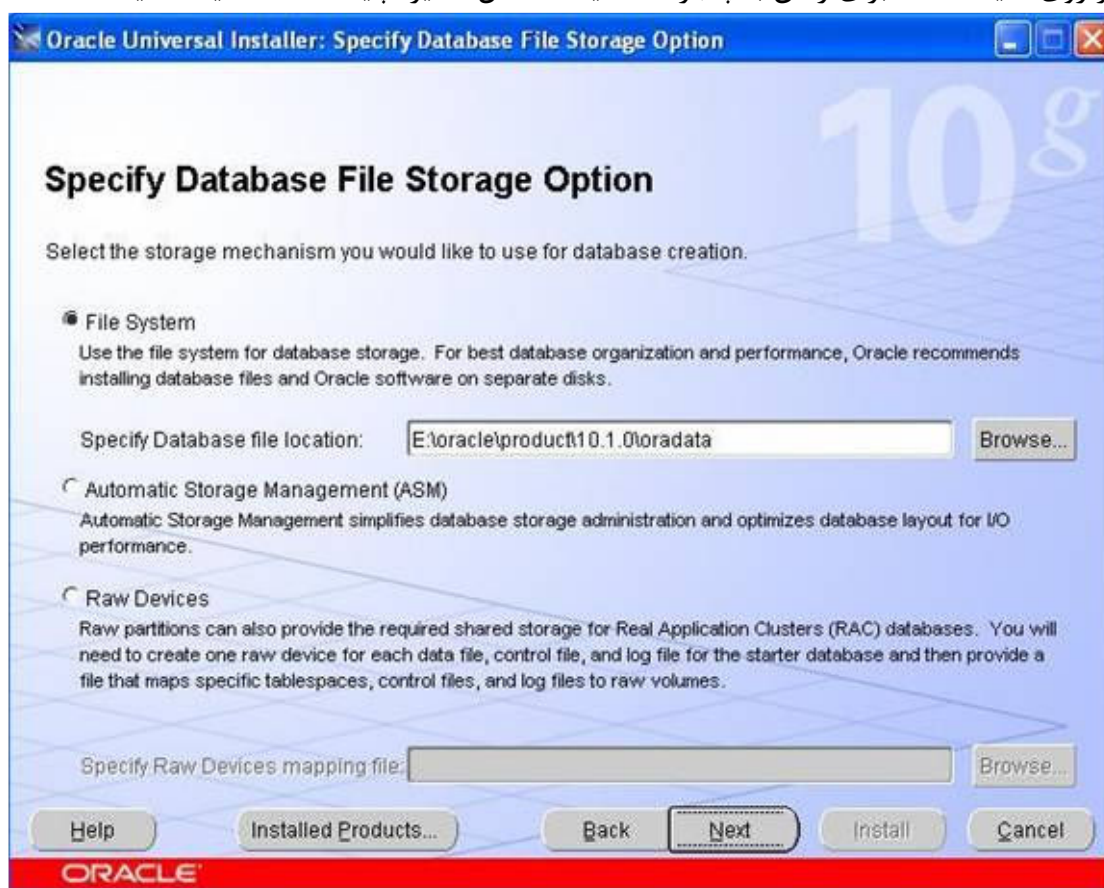 Oracle Universal Installer: Specify Database File Storage Option
10g
Specify Database File Storage Option
Select the storage mechanism you would like to use for database creation.
File System
Use the file system for database storage. For best database organization and performance, Oracle recommends
installing database files and Oracle software on separate disks.
Specify Database file location: E:\oracle\product\10.1.0\oradata Browse...
Automatic Storage Management (ASM)
Automatic Storage Management simplifies database storage administration and optimizes database layout for I/O
performance.
Raw Devices
Raw partitions can also provide the required shared storage for Real Application Clusters (RAC) databases. You will
need to create one raw device for each data file, control file, and log file for the starter database and then provide a
file that maps specific tablespaces, control files, and log files to raw volumes.
Specify Raw Devices mapping file: Browse...
Help Installed Products... Back Next Install Cancel
ORACLE